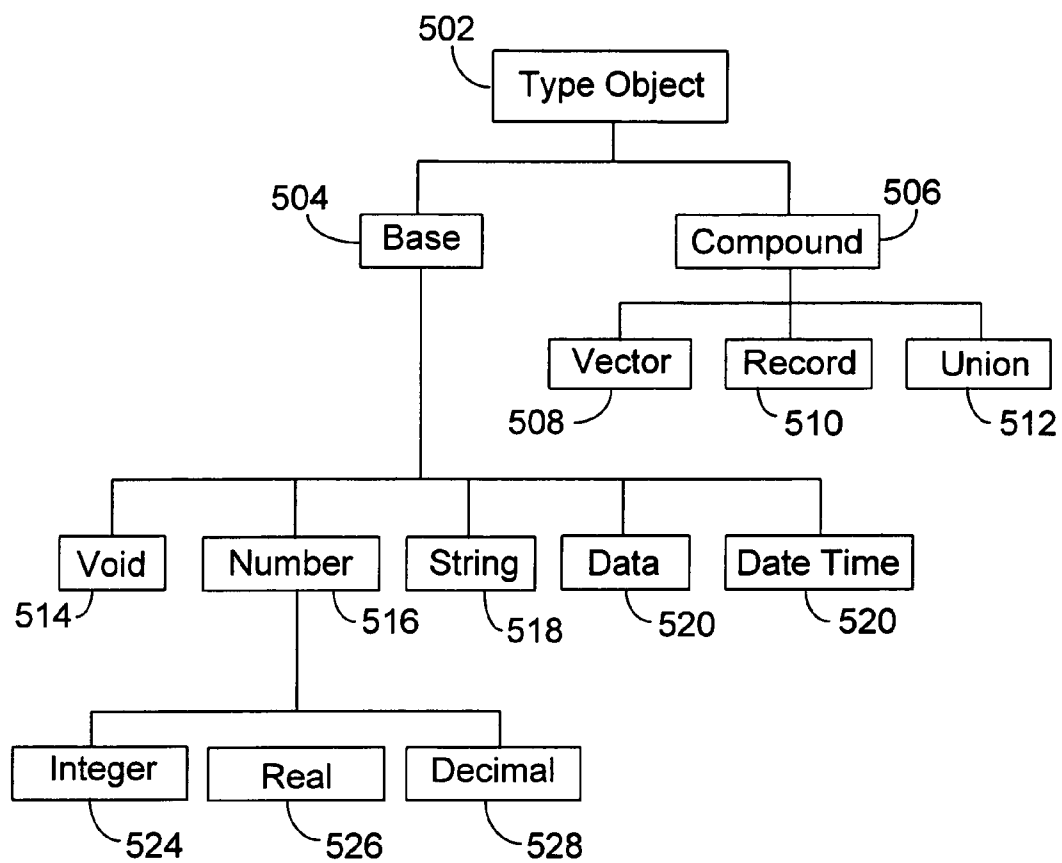 502
Type Object
504
506
Base
Compound
Vector
Record
Union
508
510
512
Void
Number
String
Data
Date Time
514
516
518
520
520
Integer
Real
Decimal
524
526
528